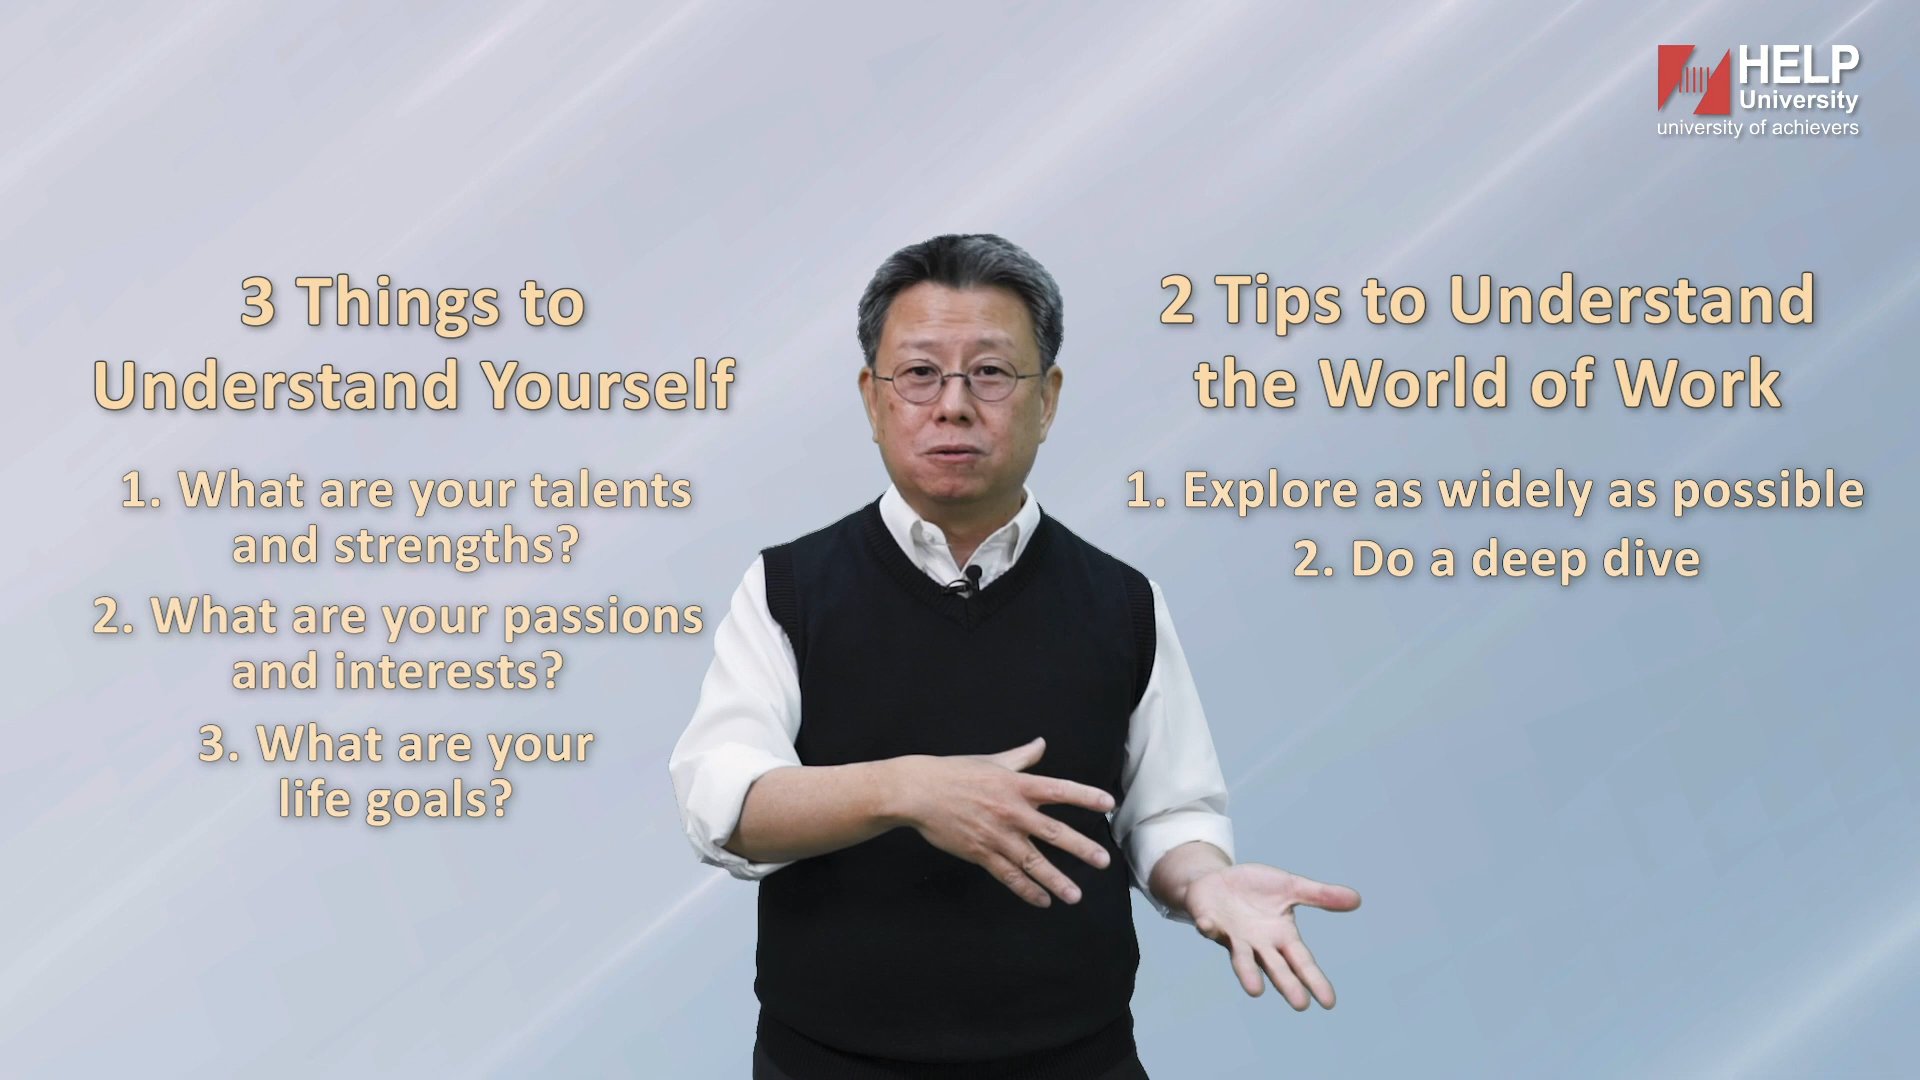 HELP
University
university of achievers
3 Things to
Understand Yourself
1. What are your talents
and strengths?
2. What are your passions
and interests?
3. What are your
life goals?
2 Tips to Understand
the World of Work
1. Explore as widely as possible
2. Do a deep dive